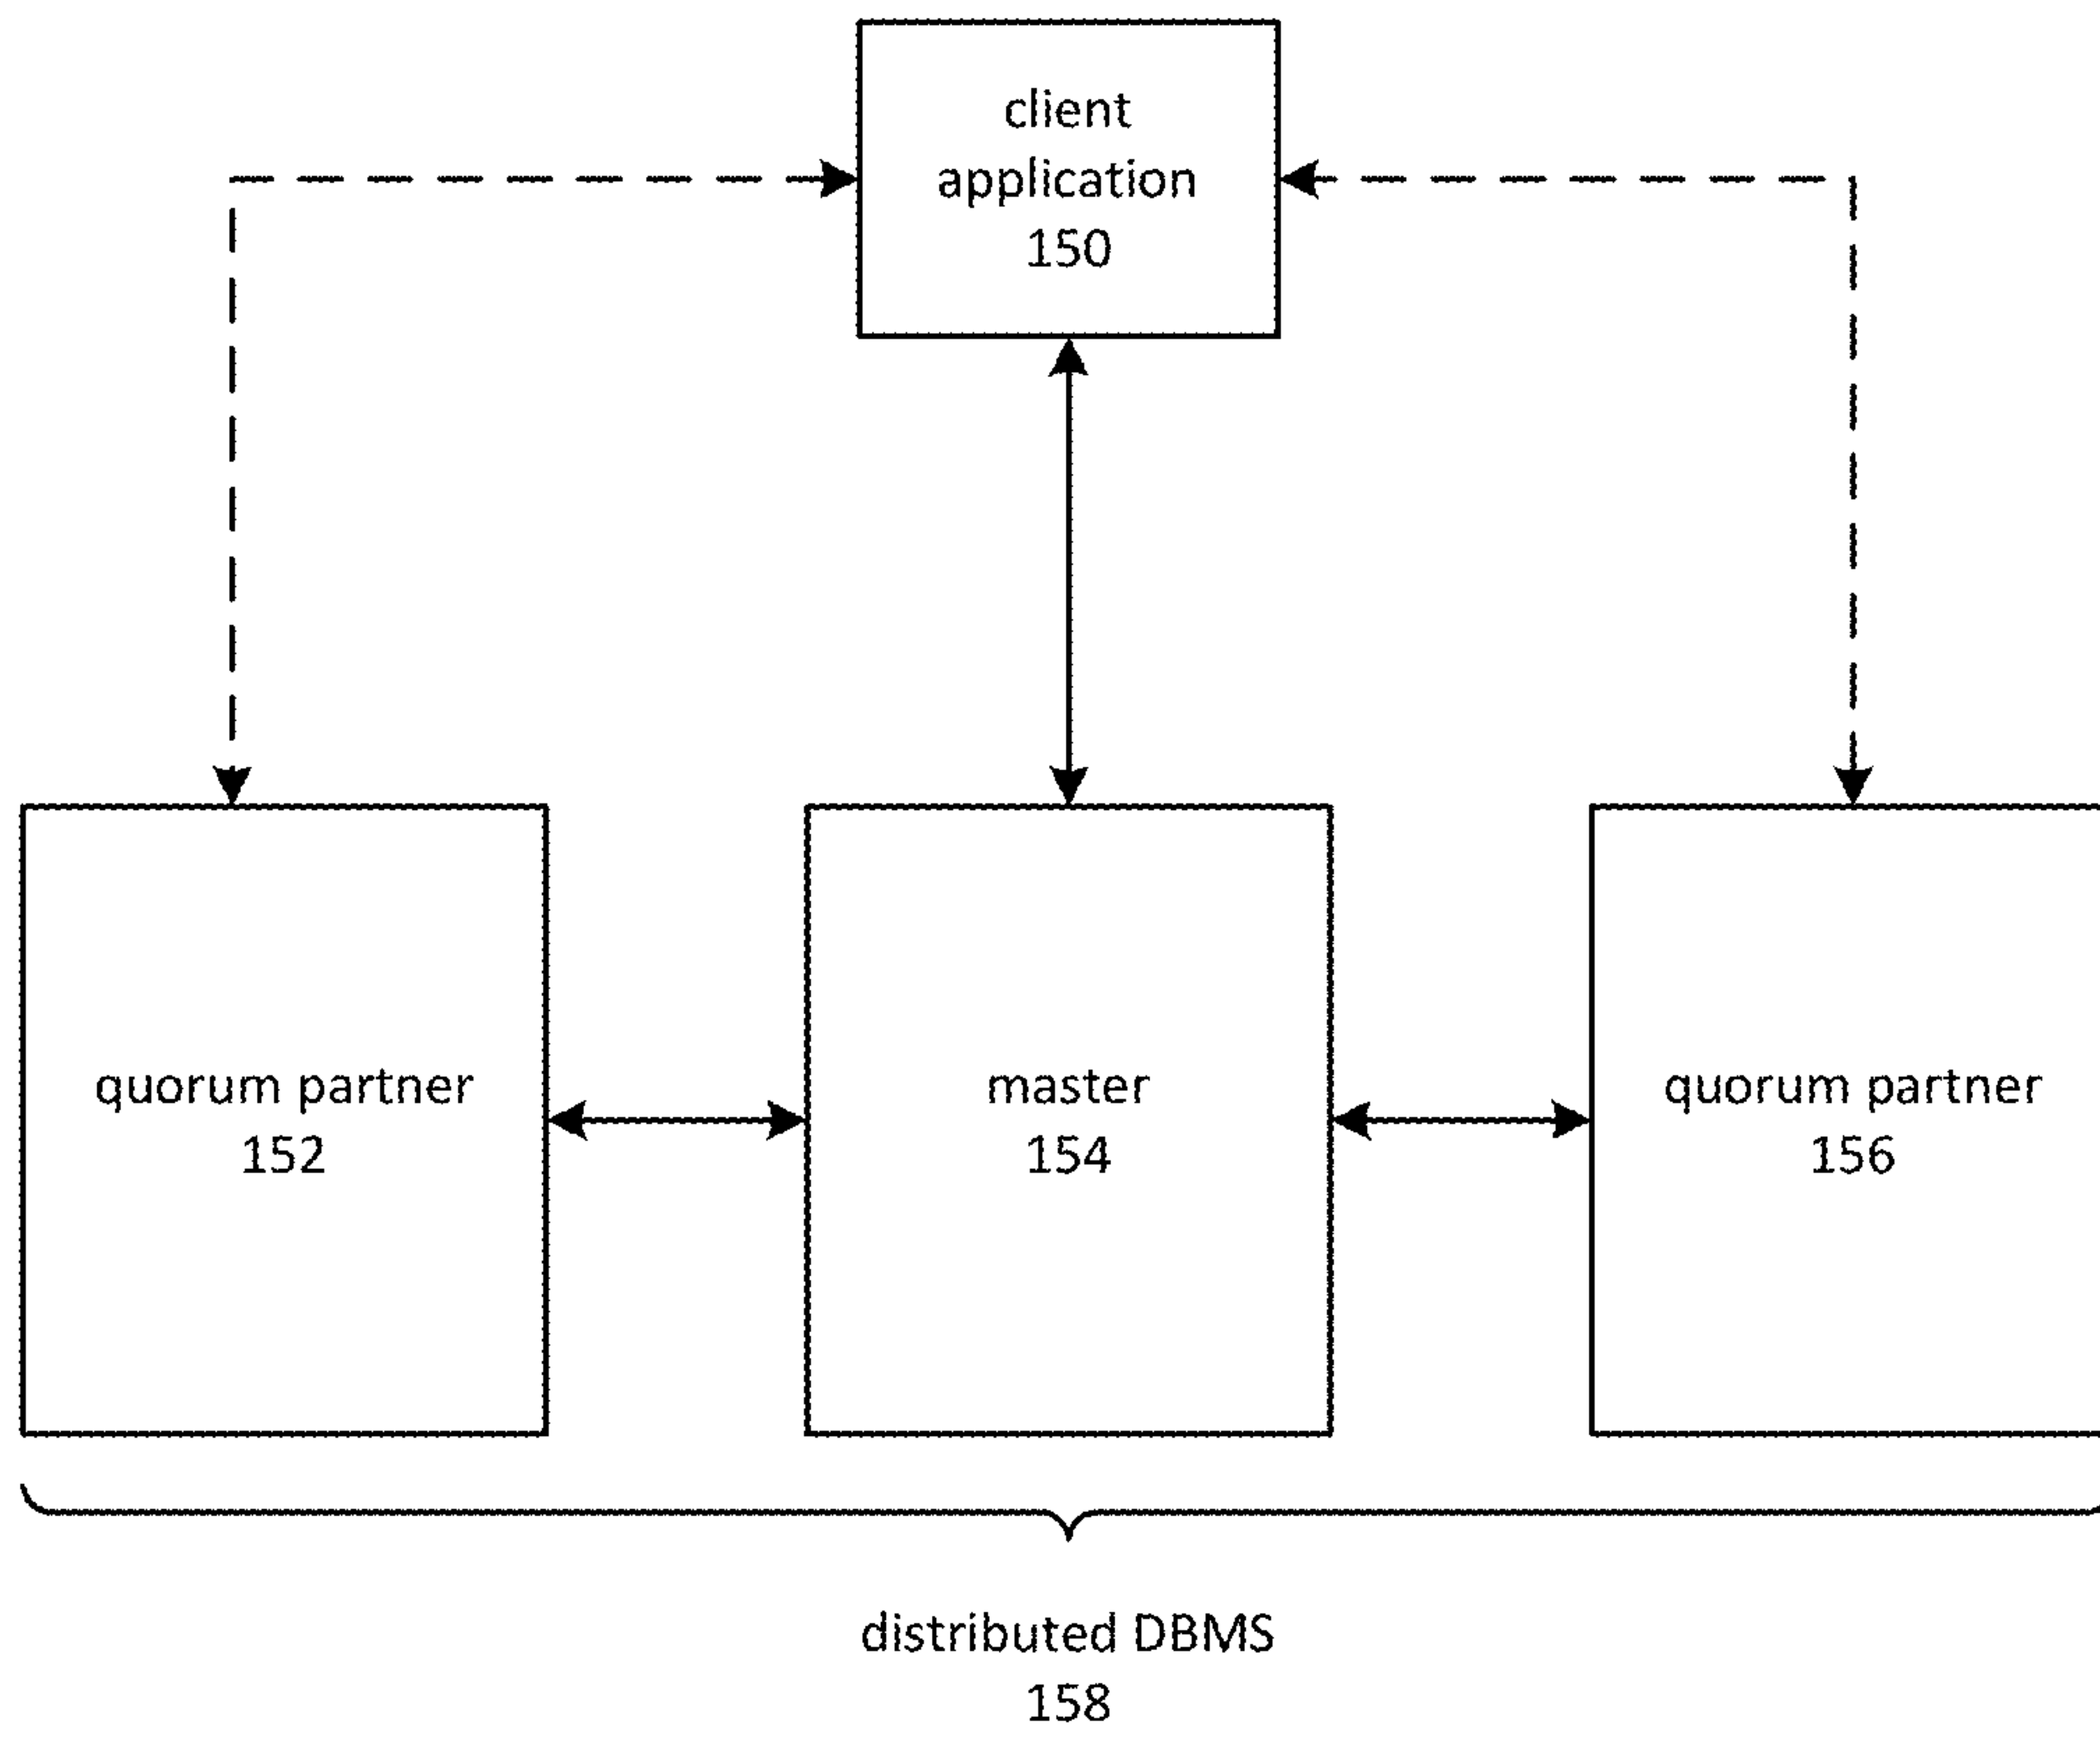 client
application
150
quorum partner
152
master
154
quorum partner
156
distributed DBMS
158